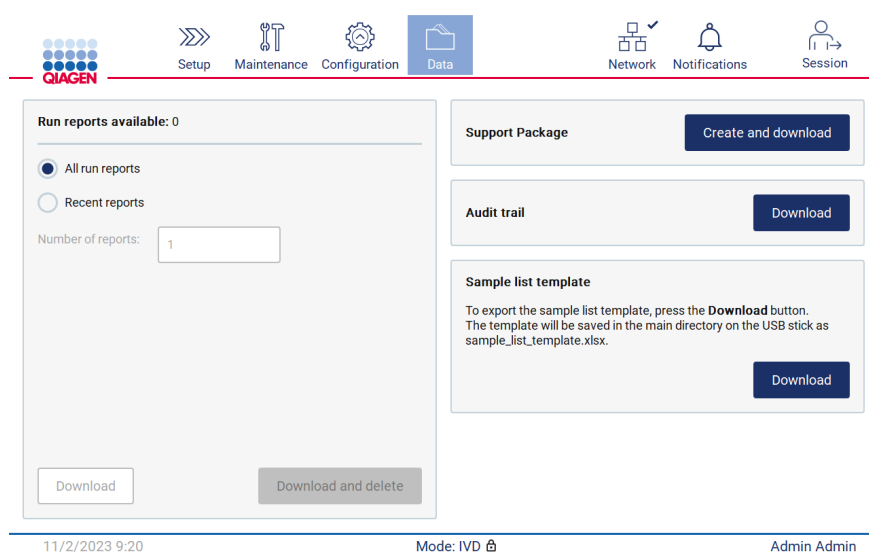 QIAGEN
Setup
Maintenance
Configuration
Data
Network
Notifications
Session
Run reports available: 0
All run reports
Recent reports
Number of reports:
1
Download
Download and delete
Support Package
Create and download
Audit trail
Download
Sample list template
To export the sample list template, press the Download button.
The template will be saved in the main directory on the USB stick as
sample_list_template.xlsx.
Download
11/2/2023 9:20
Mode: IVD
Admin Admin